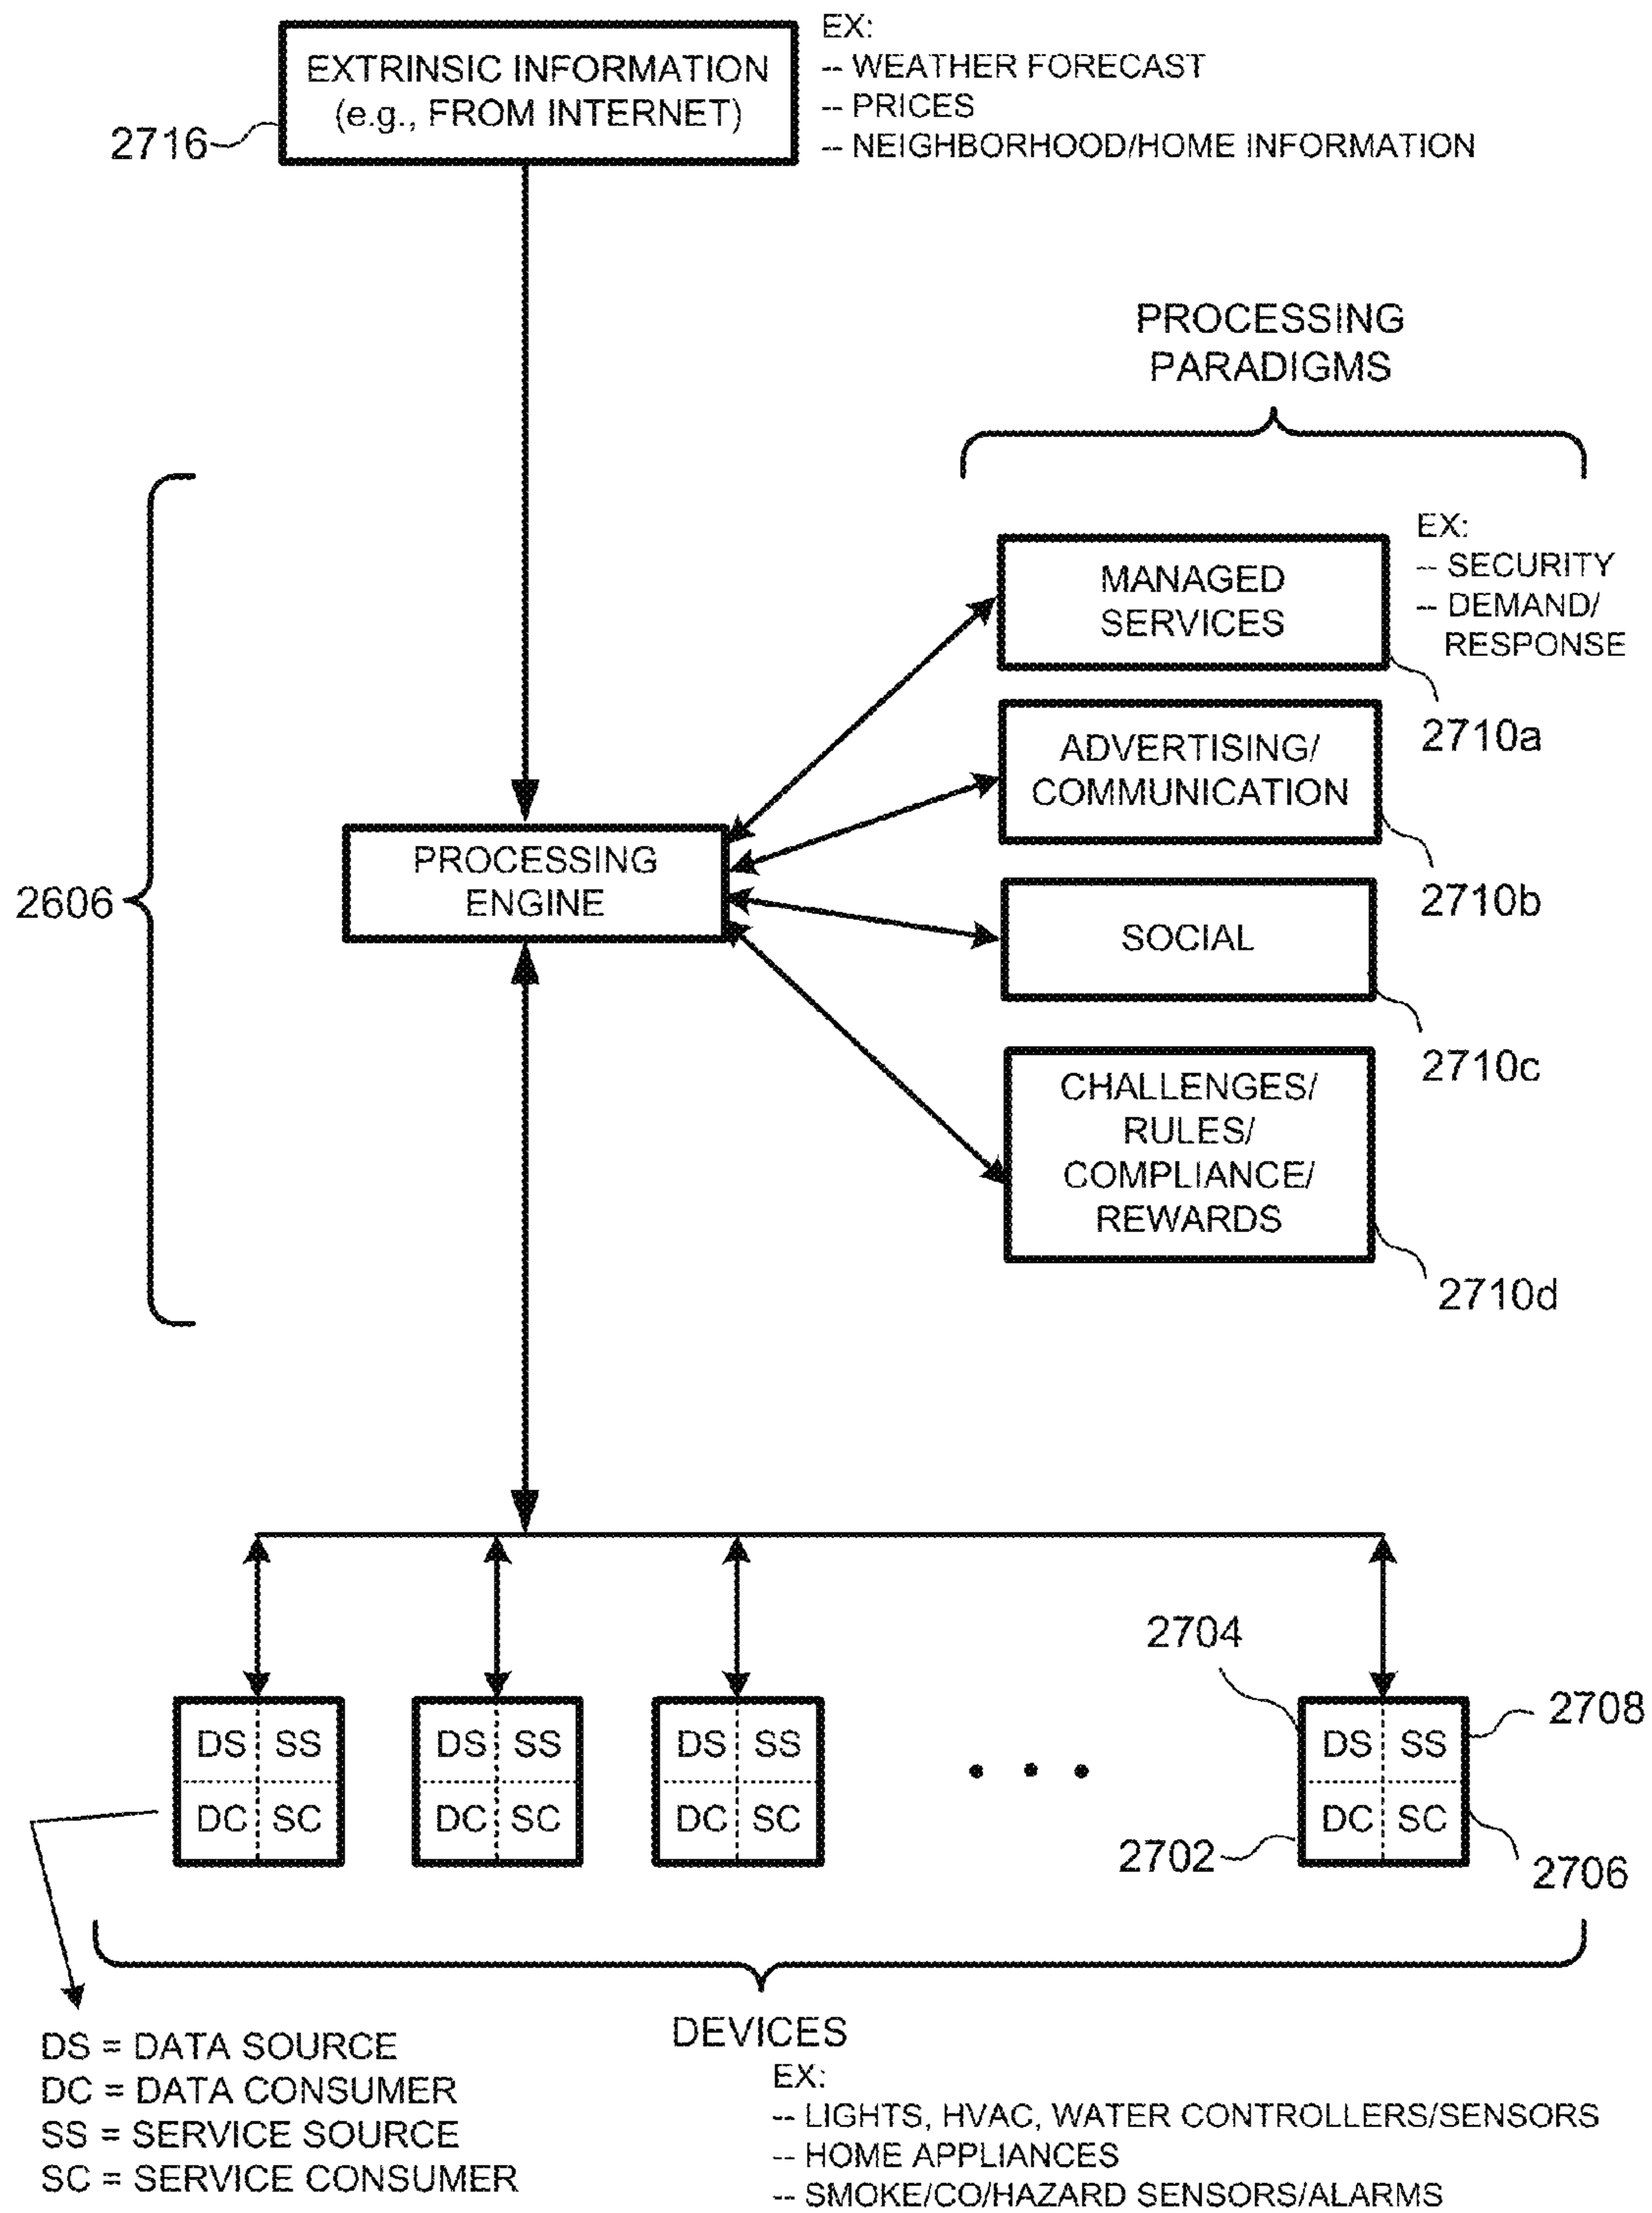 EXTRINSIC INFORMATION
(e.g., FROM INTERNET)
2716
EX:
-- WEATHER FORECAST
-- PRICES
-- NEIGHBORHOOD/HOME INFORMATION
PROCESSING
PARADIGMS
MANAGED
SERVICES
EX:
-- SECURITY
-- DEMAND/
RESPONSE
2710a
ADVERTISING/
COMMUNICATION
2710b
PROCESSING
ENGINE
2606
SOCIAL
2710c
CHALLENGES/
RULES/
COMPLIANCE/
REWARDS
2710d
2704
DS SS
DC SC
DS SS
DC SC
DS SS
DC SC
• • •
DS SS
DC SC
2708
2702
2706
DS = DATA SOURCE
DC = DATA CONSUMER
SS = SERVICE SOURCE
SC = SERVICE CONSUMER
DEVICES
EX:
-- LIGHTS, HVAC, WATER CONTROLLERS/SENSORS
-- HOME APPLIANCES
-- SMOKE/CO/HAZARD SENSORS/ALARMS